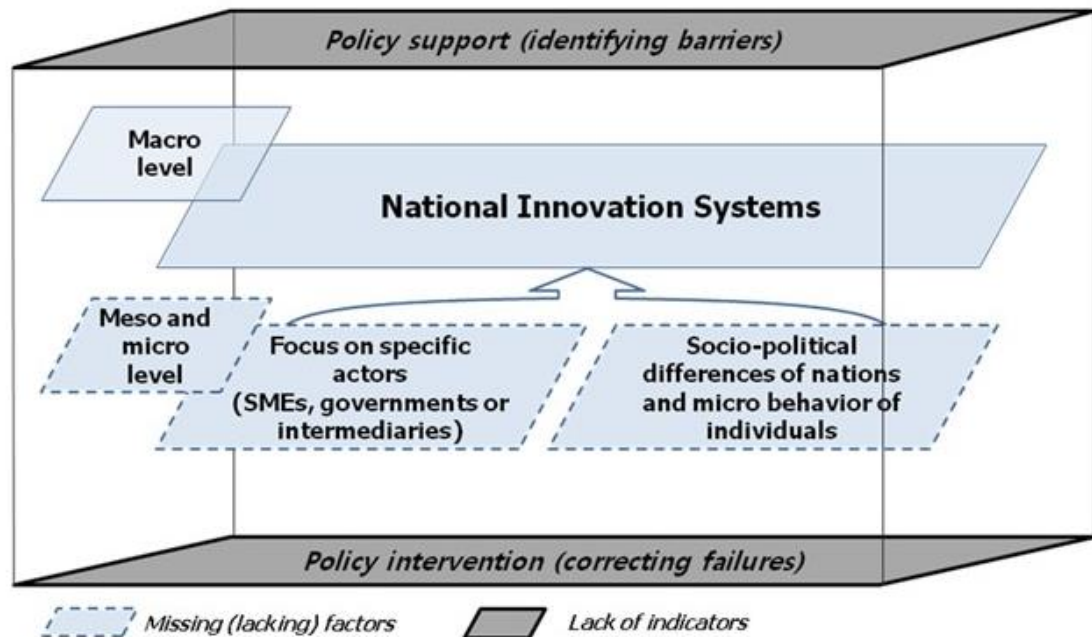 Policy support (identifying barriers)
Macro
level
National Innovation Systems
Meso and
micro
level
Focus on specific
actors
(SMEs, governments or
intermediaries)
Socio-political
differences of nations
and micro behavior of
individuals
Policy intervention (correcting failures)
Missing (lacking) factors
Lack of indicators